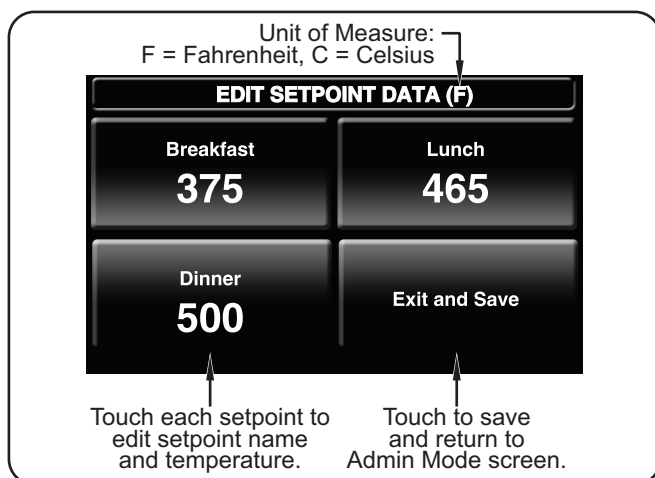 Unit of Measure:
F = Fahrenheit, C = Celsius
EDIT SETPOINT DATA (F)
Breakfast
375
Lunch
465
Dinner
500
Exit and Save
Touch each setpoint to
edit setpoint name
and temperature.
Touch to save
and return to
Admin Mode screen.